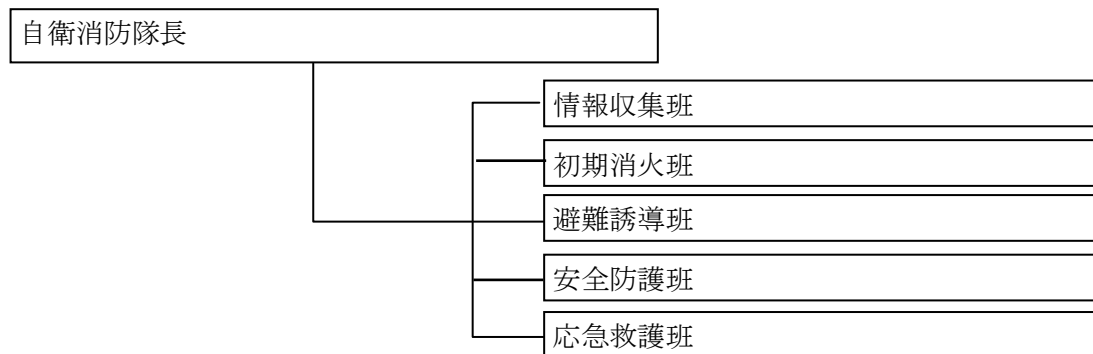 自衛消防隊長
情報収集班
初期消火班
避難誘導班
安全防護班
応急救護班